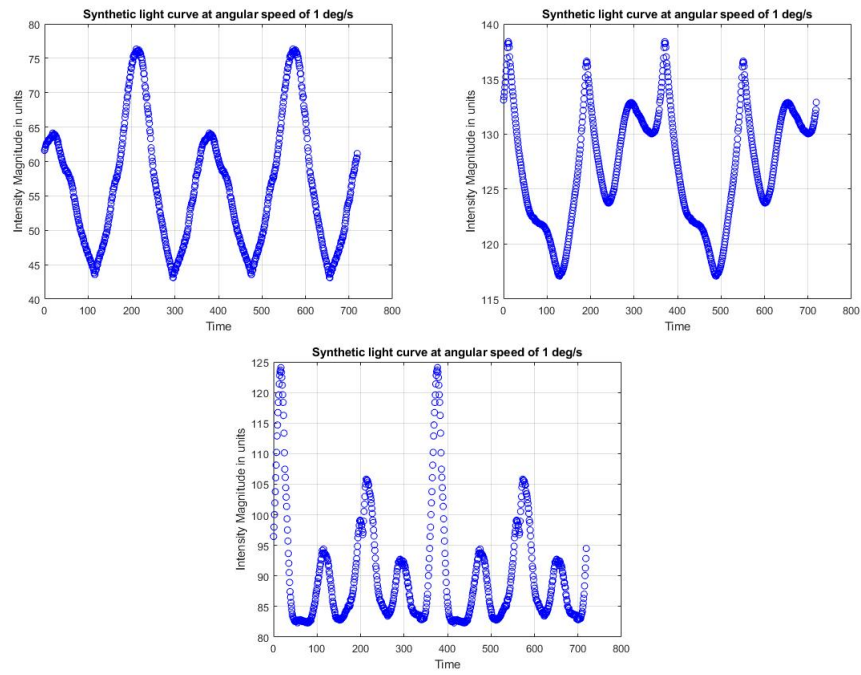 Synthetic light curve at angular speed of 1 deg/s
80
75
70
65
60
55
50
45
40
Intensity Magnitude in units
0 100 200 300 400 500 600 700 800
Time
Synthetic light curve at angular speed of 1 deg/s
140
135
130
125
120
115
Intensity Magnitude in units
0 100 200 300 400 500 600 700 800
Time
Synthetic light curve at angular speed of 1 deg/s
125
120
115
110
105
100
95
90
85
80
Intensity Magnitude in units
0 100 200 300 400 500 600 700 800
Time